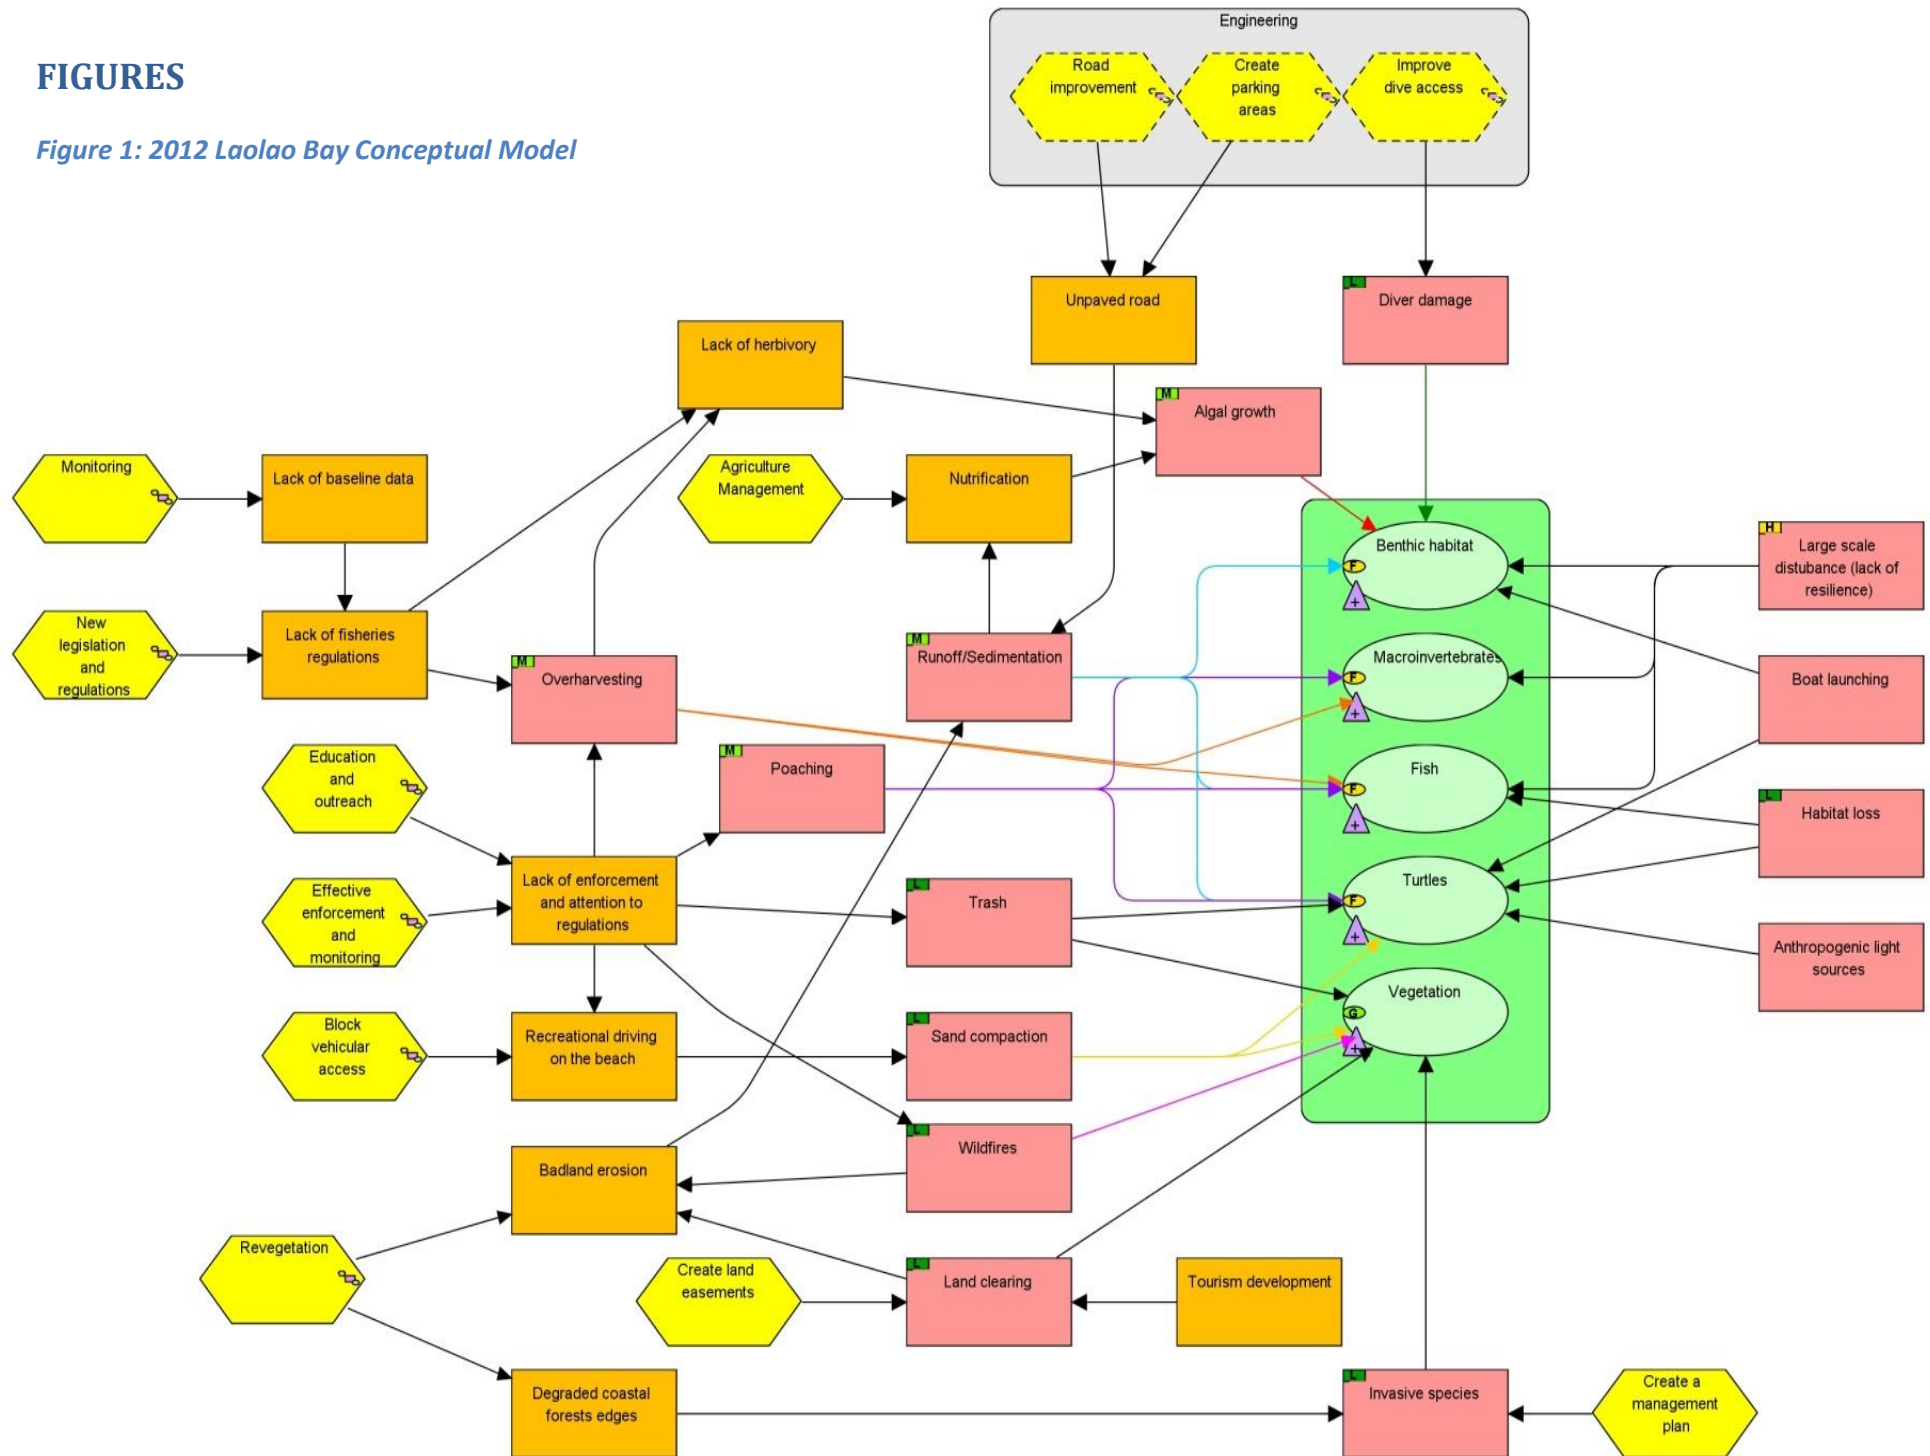 Engineering
FIGURES
Figure 1: 2012 Laolao Bay Conceptual Model
Road
improvement
Create
parking
areas
Improve
dive access
Unpaved road
L
Diver damage
Lack of herbivory
M
Algal growth
Monitoring
Lack of baseline data
Agriculture
Management
Nutrification
Benthic habitat
F
+
H
Large scale
distubance (lack of
resilience)
New
legislation
and
regulations
Lack of fisheries
regulations
M
Overharvesting
M
Runoff/Sedimentation
Macroinvertebrates
F
+
Boat launching
Education
and
outreach
M
Poaching
Fish
F
+
L
Habitat loss
Effective
enforcement
and
monitoring
Lack of enforcement
and attention to
regulations
L
Trash
Turtles
F
+
Anthropogenic light
sources
Block
vehicular
access
Recreational driving
on the beach
L
Sand compaction
Vegetation
G
+
Badland erosion
L
Wildfires
Revegetation
Create land
easements
L
Land clearing
Tourism development
Degraded coastal
forests edges
L
Invasive species
Create a
management
plan